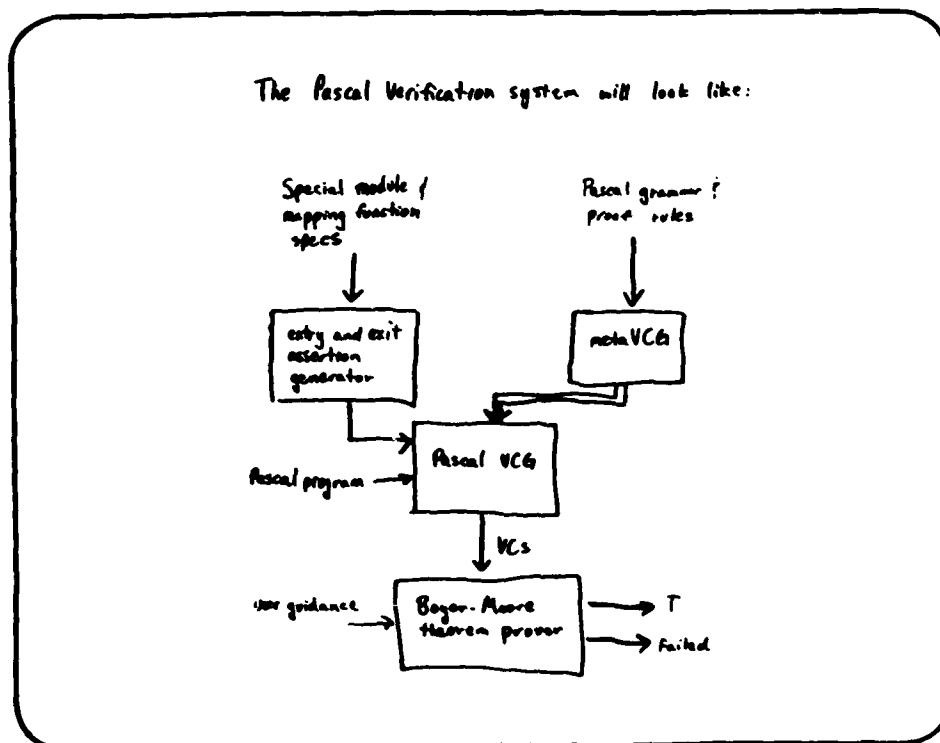 The Pascal Verification system will look like:
Special module &
mapping function
specs
Pascal grammar &
proof rules
entry and exit
assertion
generator
metaVCG
Pascal VCG
Pascal program
VCs
user guidance
Boyer-Moore
theorem prover
T
Failed